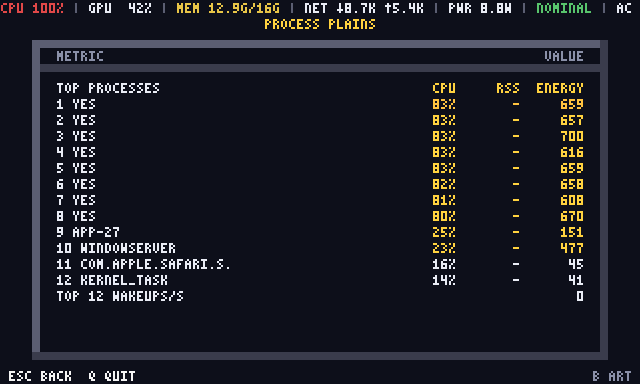 CPU 100% | GPU 42% | MEM 12.9G/16G | NET ↓8.7K ↑5.4K | PWR 8.8W | NOMINAL | AC
PROCESS PLAINS
METRIC VALUE
TOP PROCESSES CPU RSS ENERGY
1 YES 83% - 659
2 YES 83% - 657
3 YES 83% - 700
4 YES 83% - 616
5 YES 83% - 659
6 YES 82% - 658
7 YES 81% - 608
8 YES 80% - 670
9 APP-27 25% - 151
10 WINDOWSERVER 23% - 477
11 COM.APPLE.SAFARI.S. 16% - 45
12 KERNEL_TASK 14% - 41
TOP 12 WAKEUPS/S 0
ESC BACK Q QUIT B ART